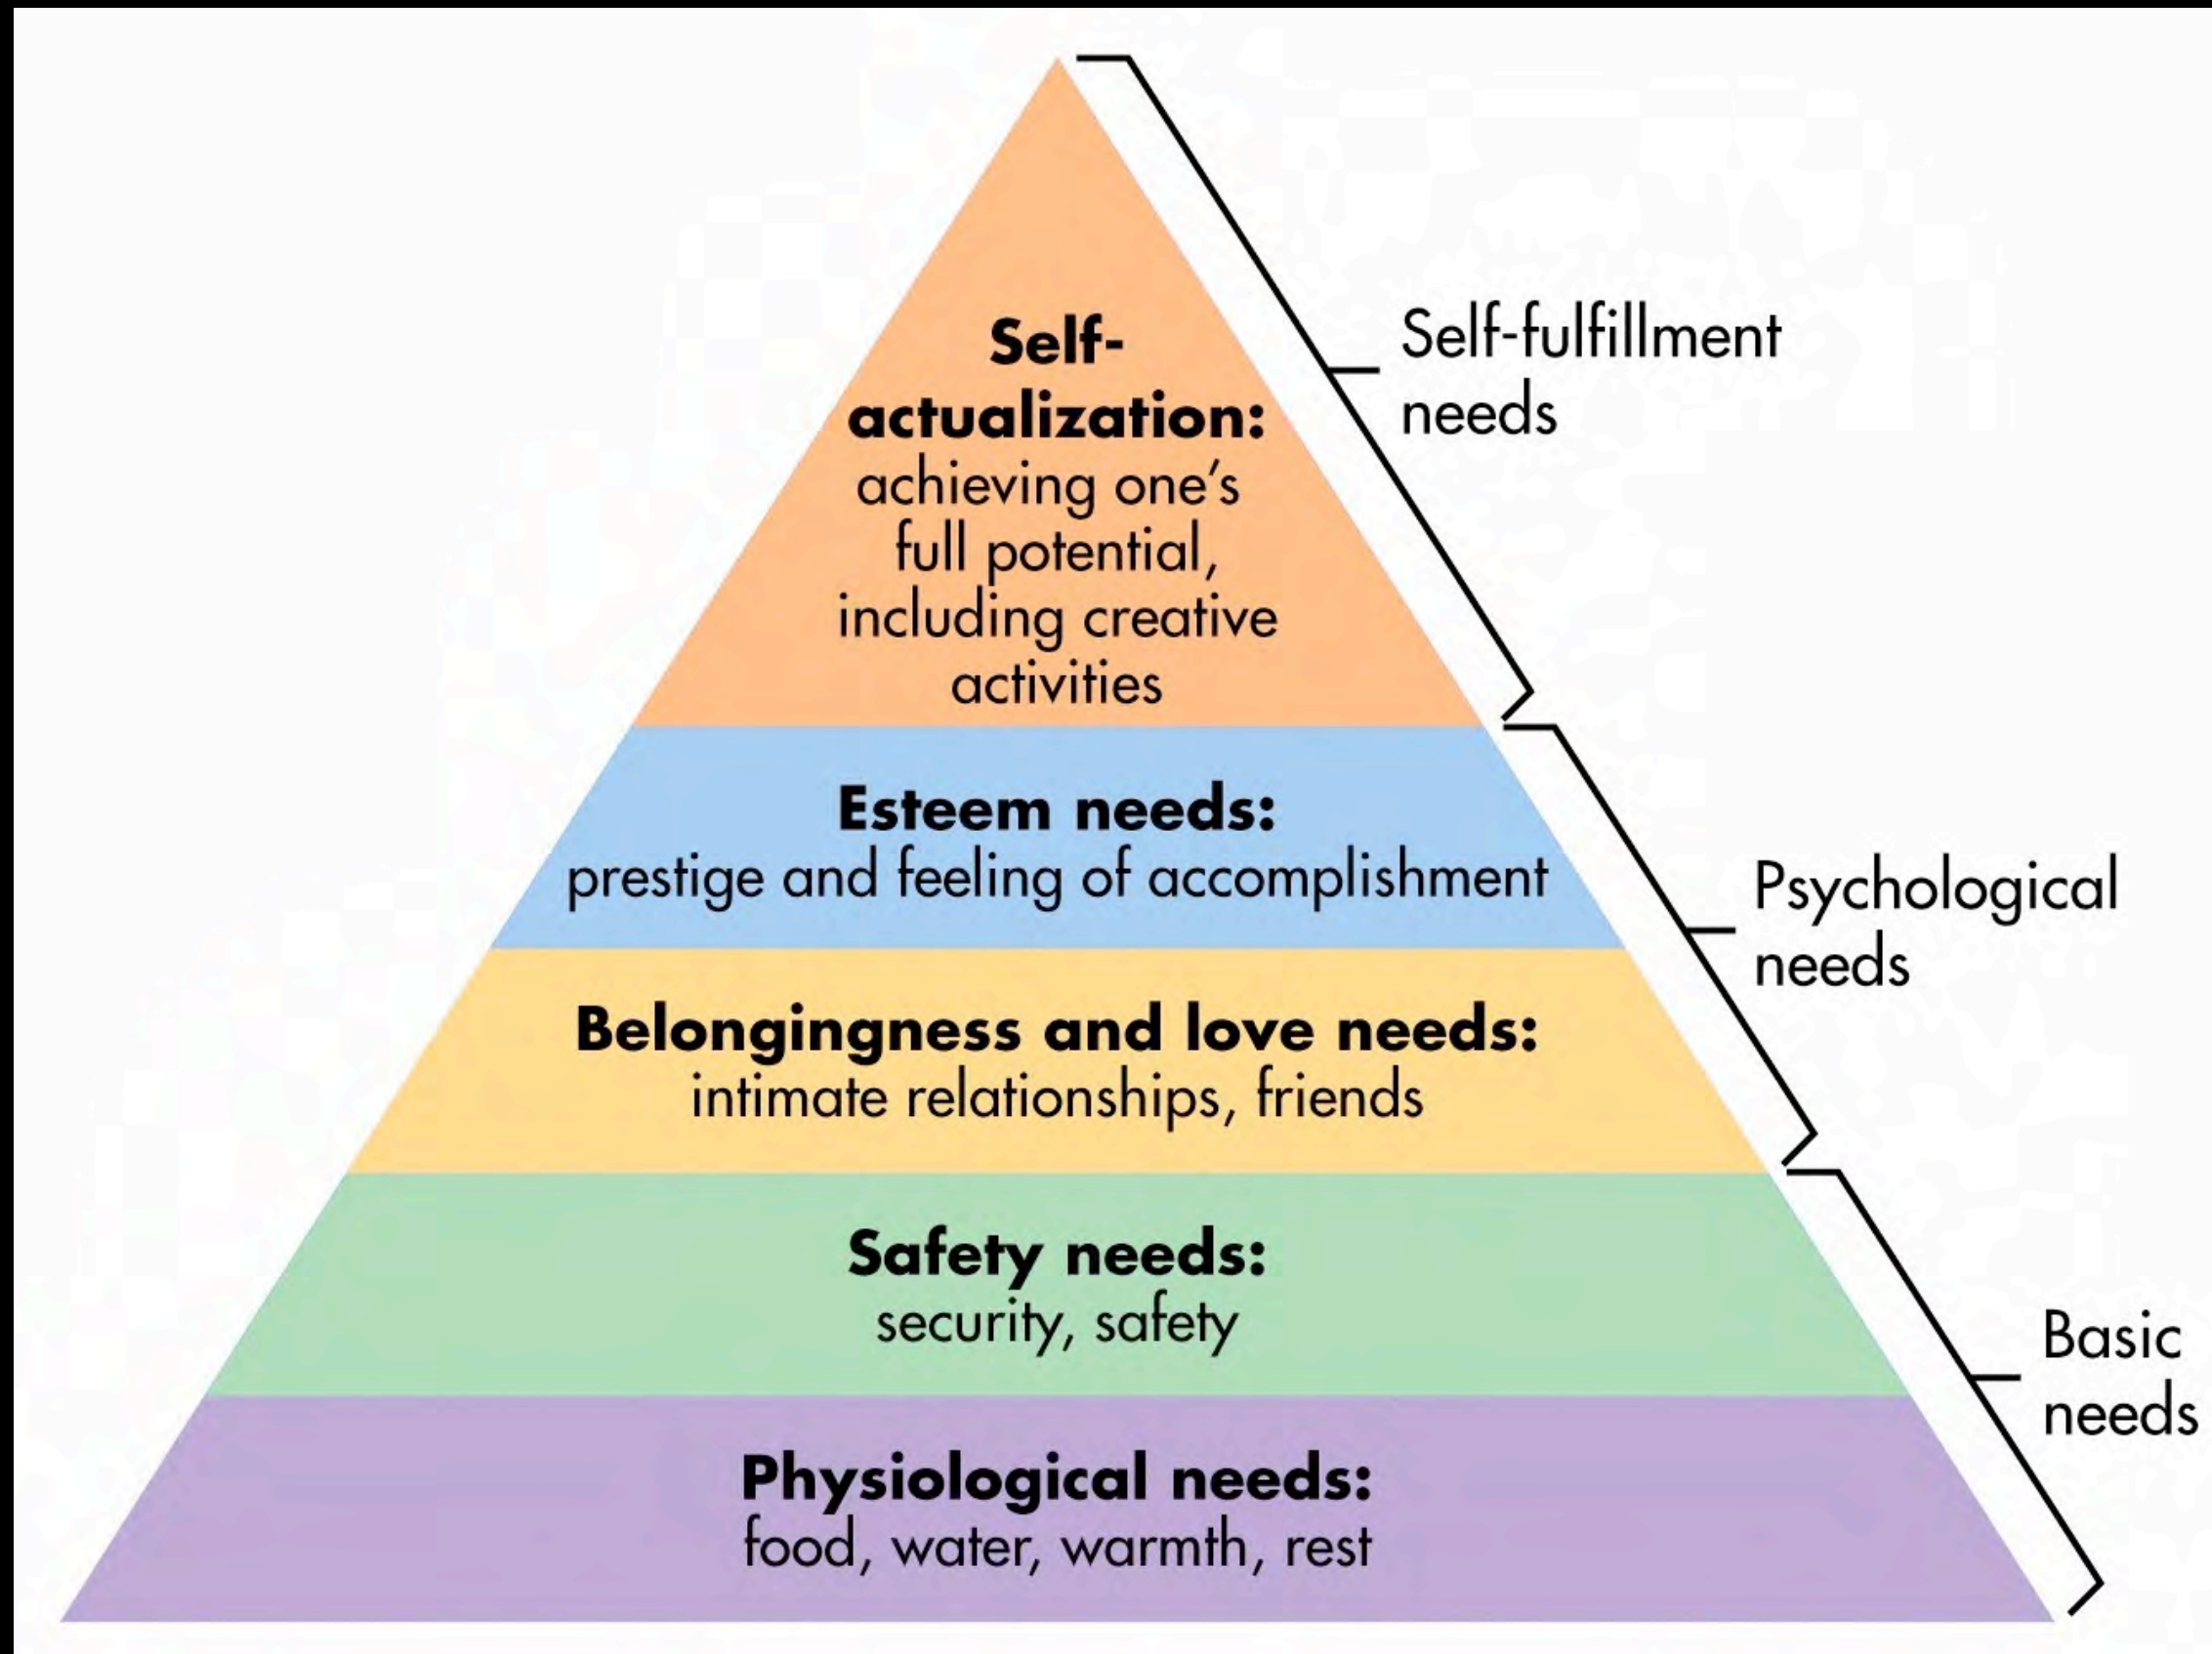 Self-
actualization:
achieving one's
full potential,
including creative
activities
Self-fulfillment
needs
Esteem needs:
prestige and feeling of accomplishment
Psychological
needs
Belongingness and love needs:
intimate relationships, friends
Safety needs:
security, safety
Basic
needs
Physiological needs:
food, water, warmth, rest